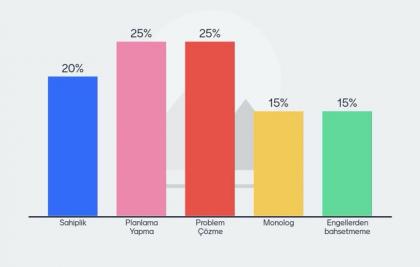 20%
25%
25%
15%
15%
Sahiplik
Planlama
Yapma
Problem
Çözme
Monolog
Engellerden
bahsetmeme